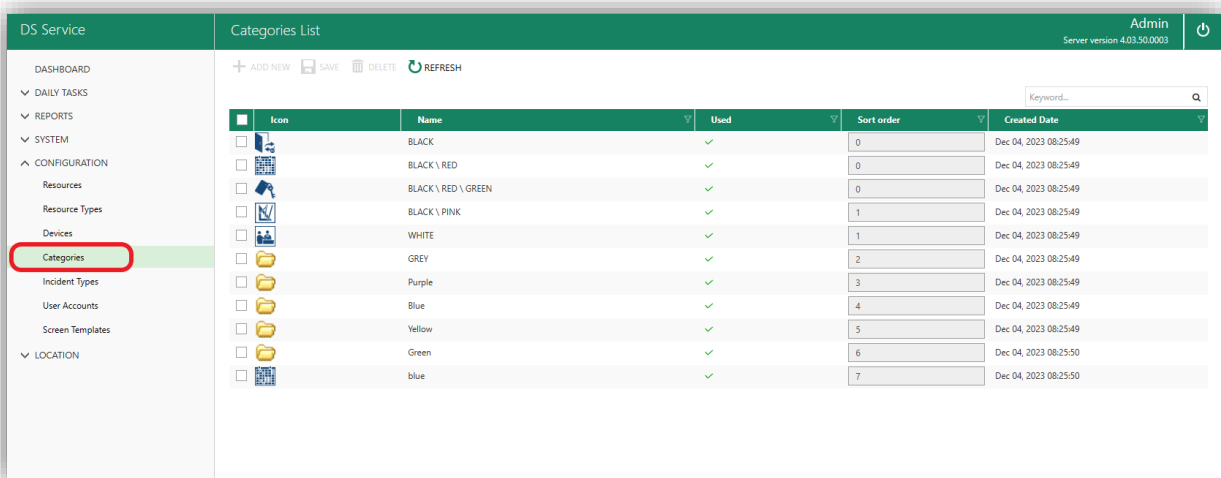 DS Service
Categories List
Admin
Server version 4.03.50.0003
DASHBOARD
DAILY TASKS
REPORTS
SYSTEM
CONFIGURATION
Resources
Resource Types
Devices
Categories
Incident Types
User Accounts
Screen Templates
LOCATION
ADD NEW SAVE DELETE REFRESH
Keyword...
Icon Name Used Sort order Created Date
BLACK 0 Dec 04, 2023 08:25:49
BLACK \ RED 0 Dec 04, 2023 08:25:49
BLACK \ RED \ GREEN 0 Dec 04, 2023 08:25:49
BLACK \ PINK 1 Dec 04, 2023 08:25:49
WHITE 1 Dec 04, 2023 08:25:49
GREY 2 Dec 04, 2023 08:25:49
Purple 3 Dec 04, 2023 08:25:49
Blue 4 Dec 04, 2023 08:25:49
Yellow 5 Dec 04, 2023 08:25:49
Green 6 Dec 04, 2023 08:25:50
blue 7 Dec 04, 2023 08:25:50